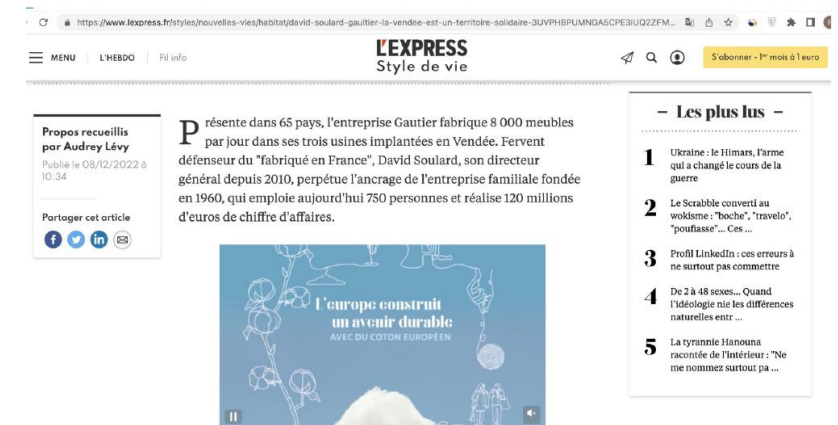 https://www.lexpress.fr/styles/nouvelles-vies/habitat/david-soulard-gaultier-la-vendee-est-un-territoire-solidaire-3UVPHBPUMNGA5CPE3IUQ2ZFM...
MENU
L'HEBDO
Fil info
L'EXPRESS
Style de vie
S'abonner - 1er mois à 1 euro
Propos recueillis
par Audrey Lévy
Publié le 08/12/2022 à
10:34
Partager cet article
Présente dans 65 pays, l'entreprise Gautier fabrique 8 000 meubles
par jour dans ses trois usines implantées en Vendée. Fervent
défenseur du "fabriqué en France", David Soulard, son directeur
général depuis 2010, perpétue l'ancrage de l'entreprise familiale fondée
en 1960, qui emploie aujourd'hui 750 personnes et réalise 120 millions
d'euros de chiffre d'affaires.
L'europe construit
un avenir durable
AVEC DU COTON EUROPÉEN
– Les plus lus –
1 Ukraine : le Himars, l'arme
qui a changé le cours de la
guerre
2 Le Scrabble converti au
wokisme : "boche", "travelo",
"poufiasse"... Ces ...
3 Profil LinkedIn : ces erreurs à
ne surtout pas commettre
4 De 2 à 48 sexes... Quand
l'idéologie nie les différences
naturelles entr ...
5 La tyrannie Hanouna
racontée de l'intérieur : "Ne
me nommez surtout pa ...